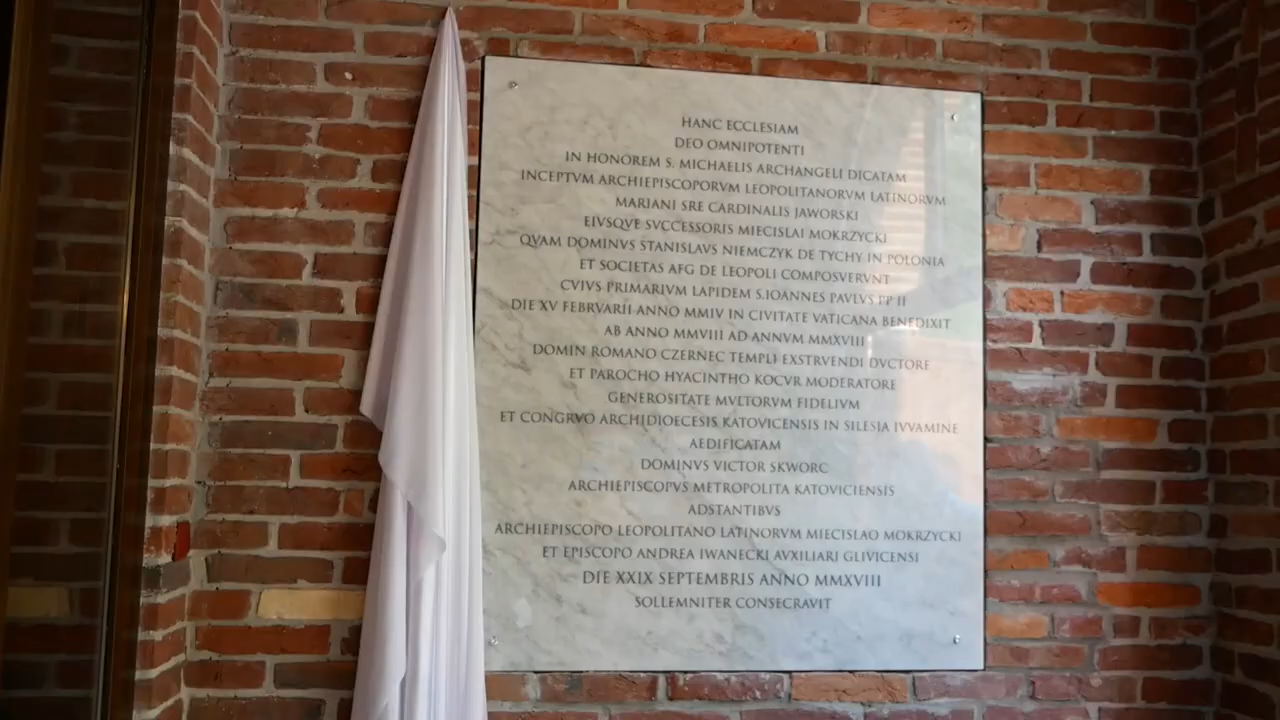 HANC ECCLESIAM
DEO OMNIPOTENTI
IN HONOREM S. MICHAELIS ARCHANGELI DICATAM
INCEPTVM ARCHIEPISCOPORVM LEOPOLITANORVM LATINORVM
MARIANI SRE CARDINALIS JAWORSKI
EIVSQVE SVCCESSORIS MIECISLAI MOKRZYCKI
QVAM DOMINVS STANISLAVS NIEMCZYK DE TYCHY IN POLONIA
ET SOCIETAS AFG DE LEOPOLI COMPOSVERVNT
CVIVS PRIMARIVM LAPIDEM S.IOANNES PAVLVS PP II
DIE XV FEBRVARII ANNO MMIV IN CIVITATE VATICANA BENEDIXIT
AB ANNO MMVIII AD ANNVM MMXVIII
DOMIN ROMANO CZERNEC TEMPLI EXSTRVENDI DVCTORE
ET PAROCHO HYACINTHO KOCVR MODERATORE
GENEROSITATE MVLTORVM FIDELIVM
ET CONGRVO ARCHIDIOECESIS KATOVICENSIS IN SILESIA IVVAMINE
AEDIFICATAM
DOMINVS VICTOR SKWORC
ARCHIEPISCOPVS METROPOLITA KATOVICIENSIS
ADSTANTIBVS
ARCHIEPISCOPO LEOPOLITANO LATINORVM MIECISLAO MOKRZYCKI
ET EPISCOPO ANDREA IWANECKI AVXILIARI GLIVICENSI
DIE XXIX SEPTEMBRIS ANNO MMXVIII
SOLLEMNITER CONSECRAVIT